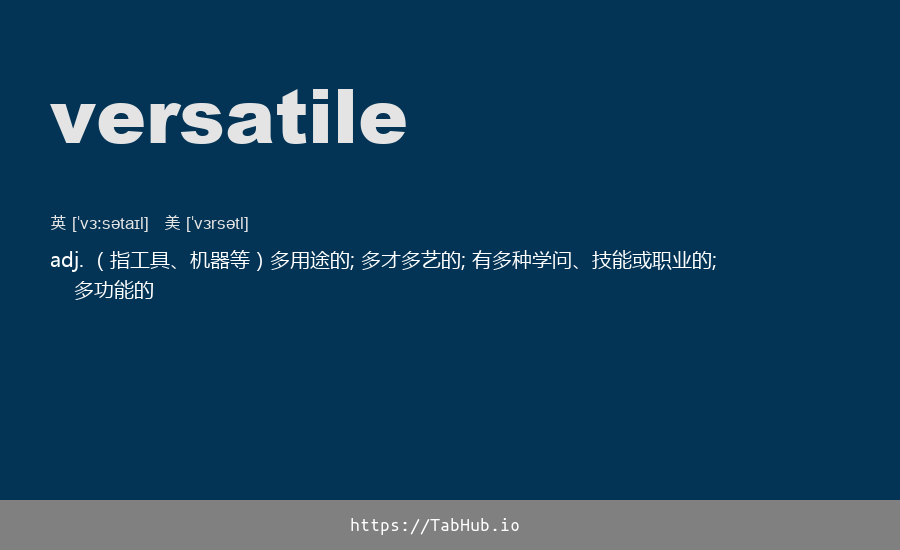 versatile
英 [ˈvɜːsətaɪl]   美 [ˈvɜrsətl]
adj. （指工具、机器等）多用途的; 多才多艺的; 有多种学问、技能或职业的;
多功能的
https://TabHub.io